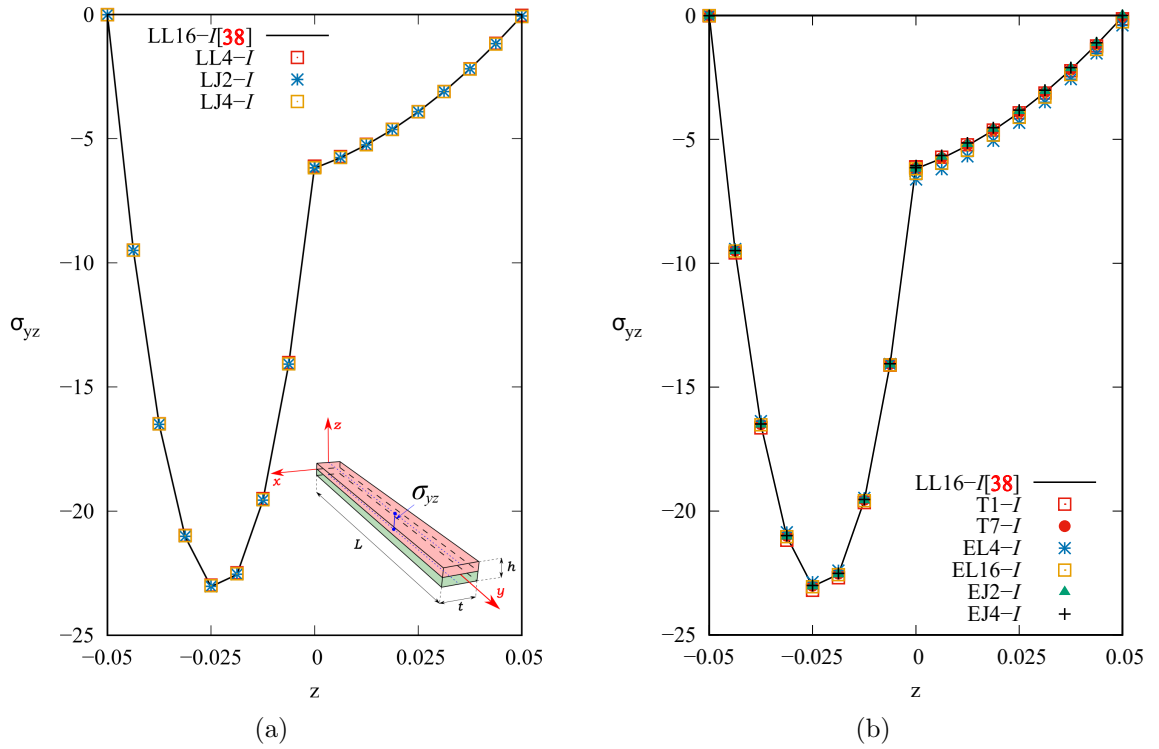 0
−5
−10
−15
−20
−25
−0.05
−0.025
0
0.025
0.05
σyz
z
LL16−I[38]
LL4−I
LJ2−I
LJ4−I
z
x
σyz
L
h
t
y
(a)
0
−5
−10
−15
−20
−25
−0.05
−0.025
0
0.025
0.05
σyz
z
LL16−I[38]
T1−I
T7−I
EL4−I
EL16−I
EJ2−I
EJ4−I
(b)